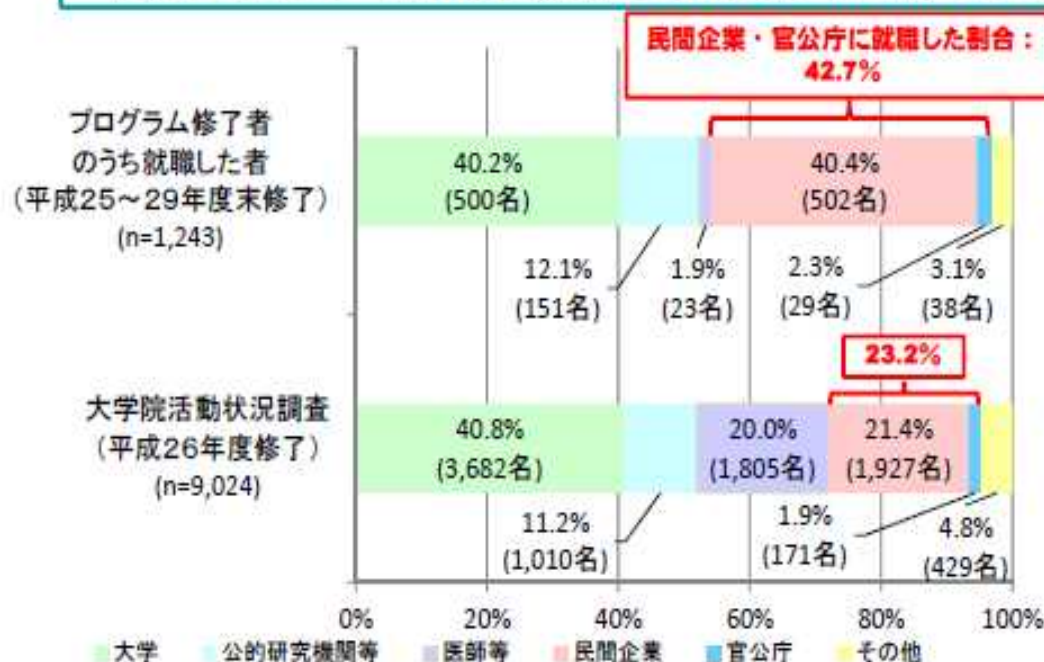 民間企業・官公庁に就職した割合：
42.7%
プログラム修了者
のうち就職した者
（平成25～29年度末修了）
(n=1,243)
40.2%
(500名)
40.4%
(502名)
12.1%
(151名)
1.9%
(23名)
2.3%
(29名)
3.1%
(38名)
23.2%
大学院活動状況調査
（平成26年度修了）
(n=9,024)
40.8%
(3,682名)
20.0%
(1,805名)
21.4%
(1,927名)
11.2%
(1,010名)
1.9%
(171名)
4.8%
(429名)
0% 20% 40% 60% 80% 100%
大学 公的研究機関等 医師等 民間企業 官公庁 その他